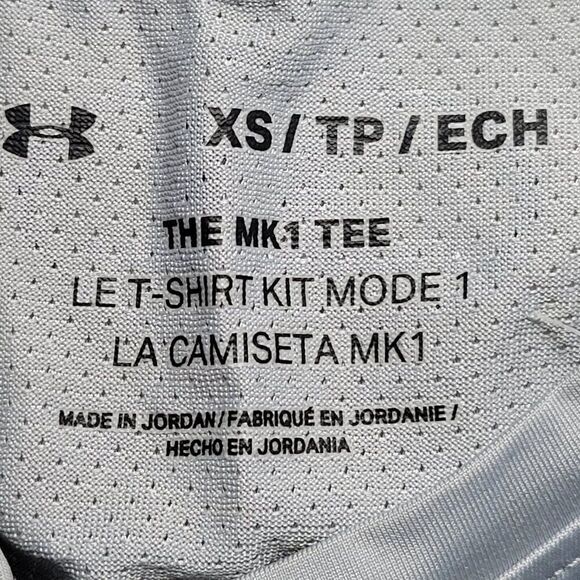 XS / TP / ECH
THE MK1 TEE
LE T-SHIRT KIT MODE 1
LA CAMISETA MK1
MADE IN JORDAN / FABRIQUÉ EN JORDANIE /
HECHO EN JORDANIA